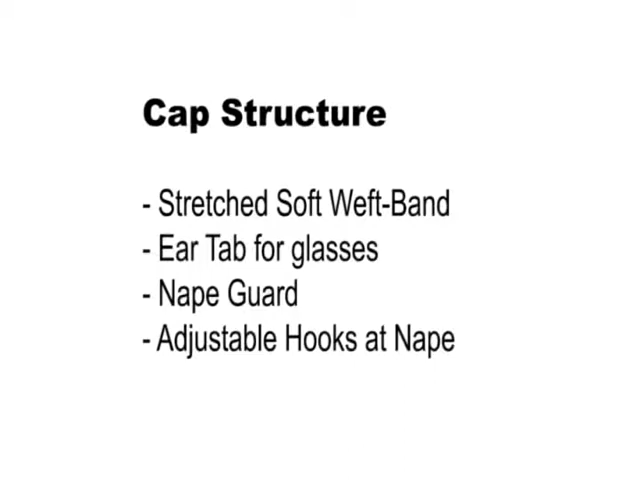 Cap Structure
- Stretched Soft Weft-Band
- Ear Tab for glasses
- Nape Guard
- Adjustable Hooks at Nape